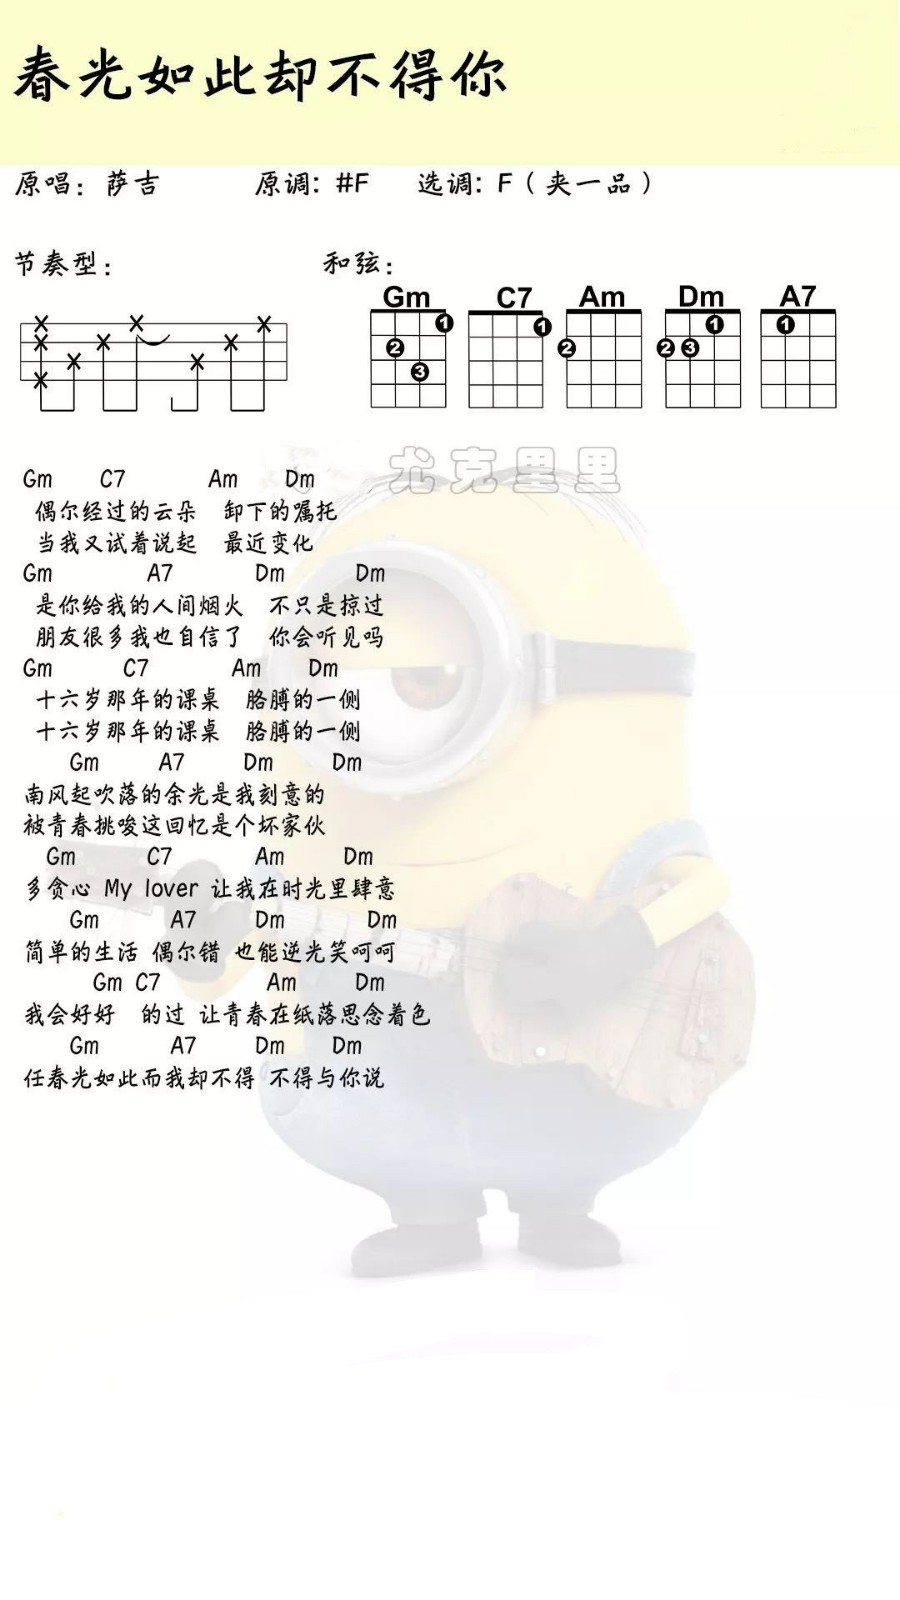 春光如此却不得你
原唱：萨吉 原调: #F 选调: F（夹一品）
节奏型： 和弦：
Gm C7 Am Dm A7
1 1 1 1
2 2 2 3
3
尤克里里
Gm C7 Am Dm
偶尔经过的云朵 卸下的嘱托
当我又试着说起 最近变化
Gm A7 Dm Dm
是你给我的人间烟火 不只是掠过
朋友很多我也自信了 你会听见吗
Gm C7 Am Dm
十六岁那年的课桌 胳膊的一侧
十六岁那年的课桌 胳膊的一侧
Gm A7 Dm Dm
南风起吹落的余光是我刻意的
被青春挑唆这回忆是个坏家伙
Gm C7 Am Dm
多贪心 My lover 让我在时光里肆意
Gm A7 Dm Dm
简单的生活 偶尔错 也能逆光笑呵呵
Gm C7 Am Dm
我会好好 的过 让青春在纸落思念着色
Gm A7 Dm Dm
任春光如此而我却不得 不得与你说